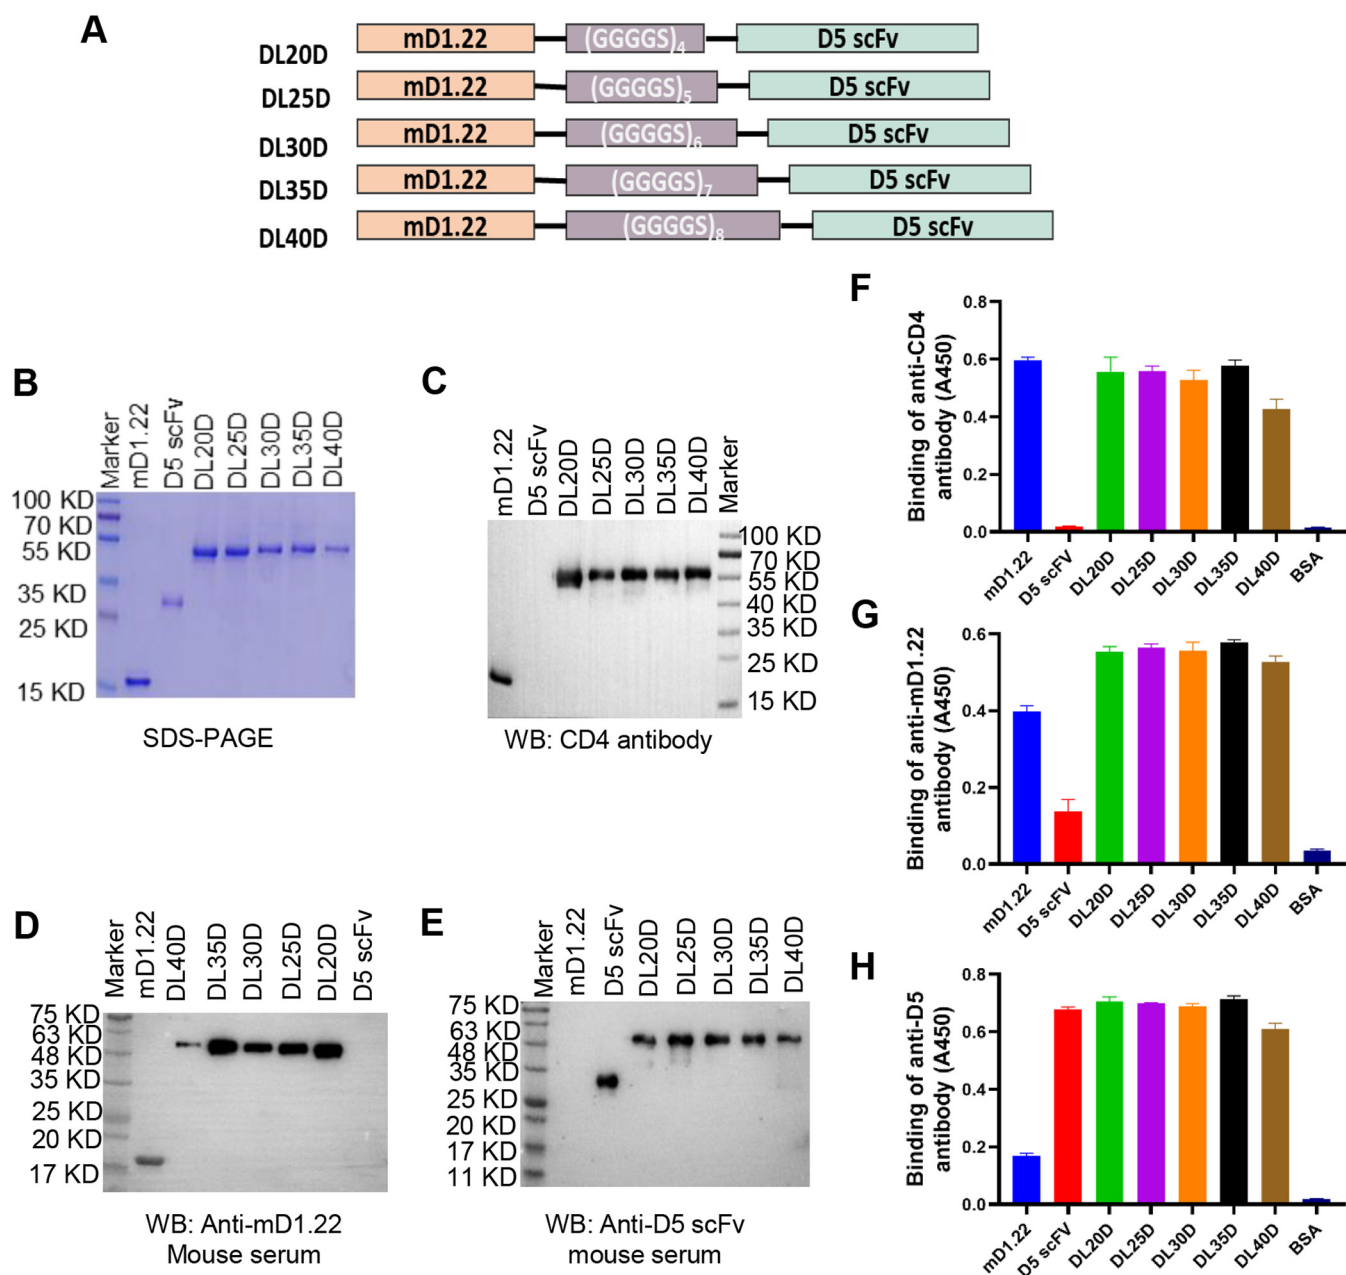 A
DL20D mD1.22 (GGGGS)4 D5 scFv
DL25D mD1.22 (GGGGS)5 D5 scFv
DL30D mD1.22 (GGGGS)6 D5 scFv
DL35D mD1.22 (GGGGS)7 D5 scFv
DL40D mD1.22 (GGGGS)8 D5 scFv
B
Marker mD1.22 D5 scFv DL20D DL25D DL30D DL35D DL40D
100 KD
70 KD
55 KD
35 KD
25 KD
15 KD
SDS-PAGE
C
mD1.22 D5 scFv DL20D DL25D DL30D DL35D DL40D Marker
100 KD
70 KD
55 KD
40 KD
35 KD
25 KD
15 KD
WB: CD4 antibody
D
Marker mD1.22 DL40D DL35D DL30D DL25D DL20D D5 scFv
75 KD
63 KD
48 KD
35 KD
25 KD
20 KD
17 KD
WB: Anti-mD1.22
Mouse serum
E
Marker mD1.22 D5 scFv DL20D DL25D DL30D DL35D DL40D
75 KD
63 KD
48 KD
35 KD
25 KD
20 KD
17 KD
11 KD
WB: Anti-D5 scFv
mouse serum
F
Binding of anti-CD4
antibody (A450)
0.8
0.6
0.4
0.2
0.0
mD1.22 D5 scFV DL20D DL25D DL30D DL35D DL40D BSA
G
Binding of anti-mD1.22
antibody (A450)
0.6
0.4
0.2
0.0
mD1.22 D5 scFV DL20D DL25D DL30D DL35D DL40D BSA
H
Binding of anti-D5
antibody (A450)
0.8
0.6
0.4
0.2
0.0
mD1.22 D5 scFV DL20D DL25D DL30D DL35D DL40D BSA